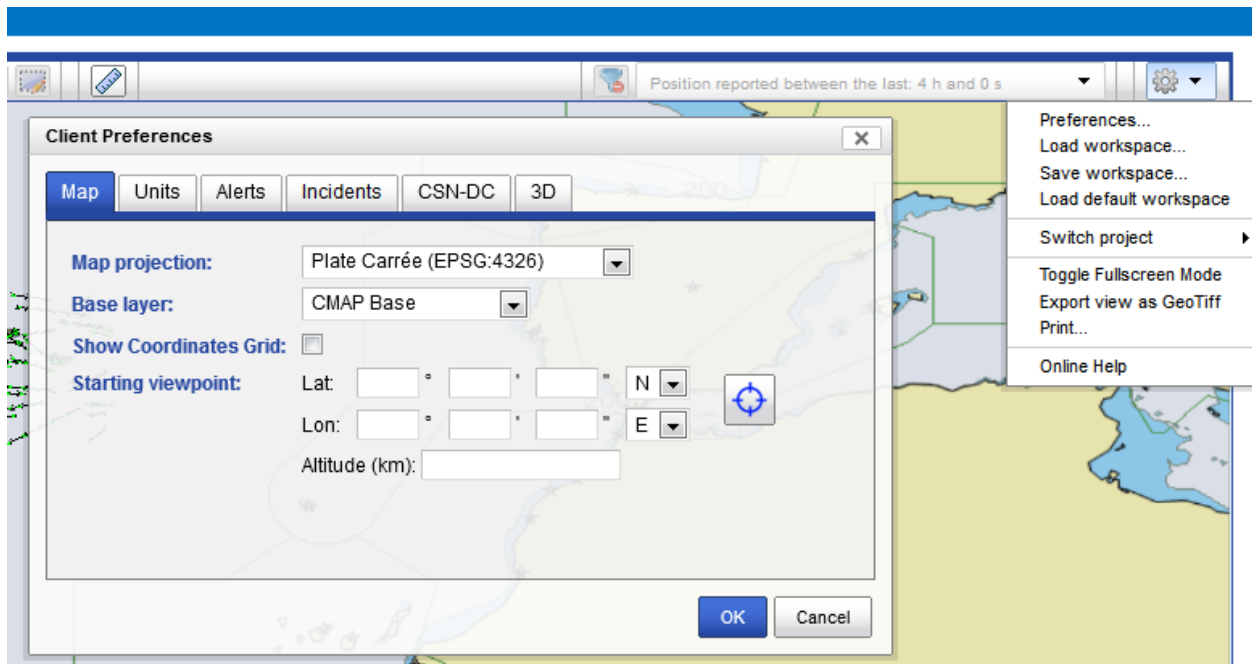 Position reported between the last: 4 h and 0 s
Client Preferences
Map Units Alerts Incidents CSN-DC 3D
Map projection: Plate Carrée (EPSG:4326)
Base layer: CMAP Base
Show Coordinates Grid:
Starting viewpoint: Lat: ° ' " N
Lon: ° ' " E
Altitude (km):
OK Cancel
Preferences...
Load workspace...
Save workspace...
Load default workspace
Switch project
Toggle Fullscreen Mode
Export view as GeoTiff
Print...
Online Help
200